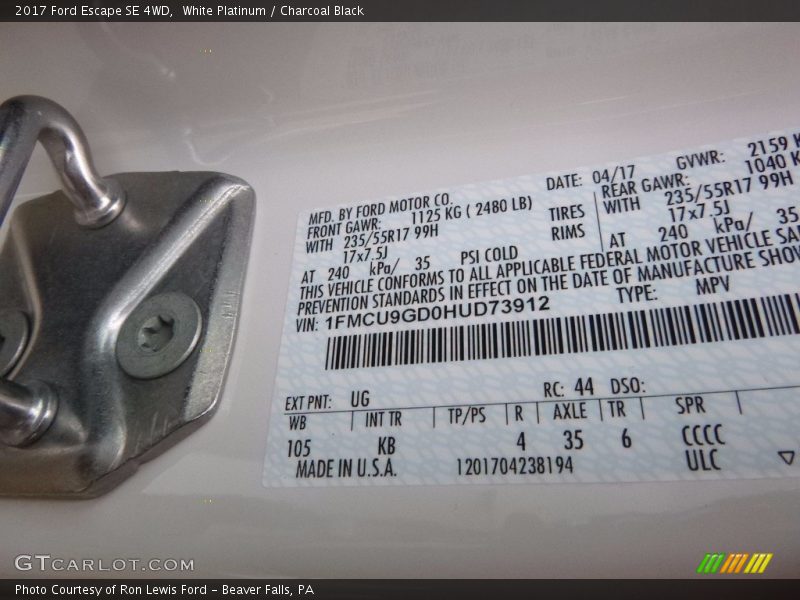 2017 Ford Escape SE 4WD,  White Platinum / Charcoal Black
MFD. BY FORD MOTOR CO. DATE: 04/17 GVWR: 2159 K
FRONT GAWR: 1125 KG ( 2480 LB) REAR GAWR: 1040 K
WITH 235/55R17 99H TIRES WITH 235/55R17 99H
17x7.5J RIMS 17x7.5J
AT 240 kPa/ 35 PSI COLD AT 240 kPa/ 35
THIS VEHICLE CONFORMS TO ALL APPLICABLE FEDERAL MOTOR VEHICLE SA
PREVENTION STANDARDS IN EFFECT ON THE DATE OF MANUFACTURE SHOW
VIN: 1FMCU9GD0HUD73912 TYPE: MPV
EXT PNT: UG RC: 44 DSO:
WB INT TR TP/PS R AXLE TR SPR
105 KB 4 35 6 CCCC
MADE IN U.S.A. 1201704238194 ULC
GTCARLOT.COM
Photo Courtesy of Ron Lewis Ford - Beaver Falls, PA